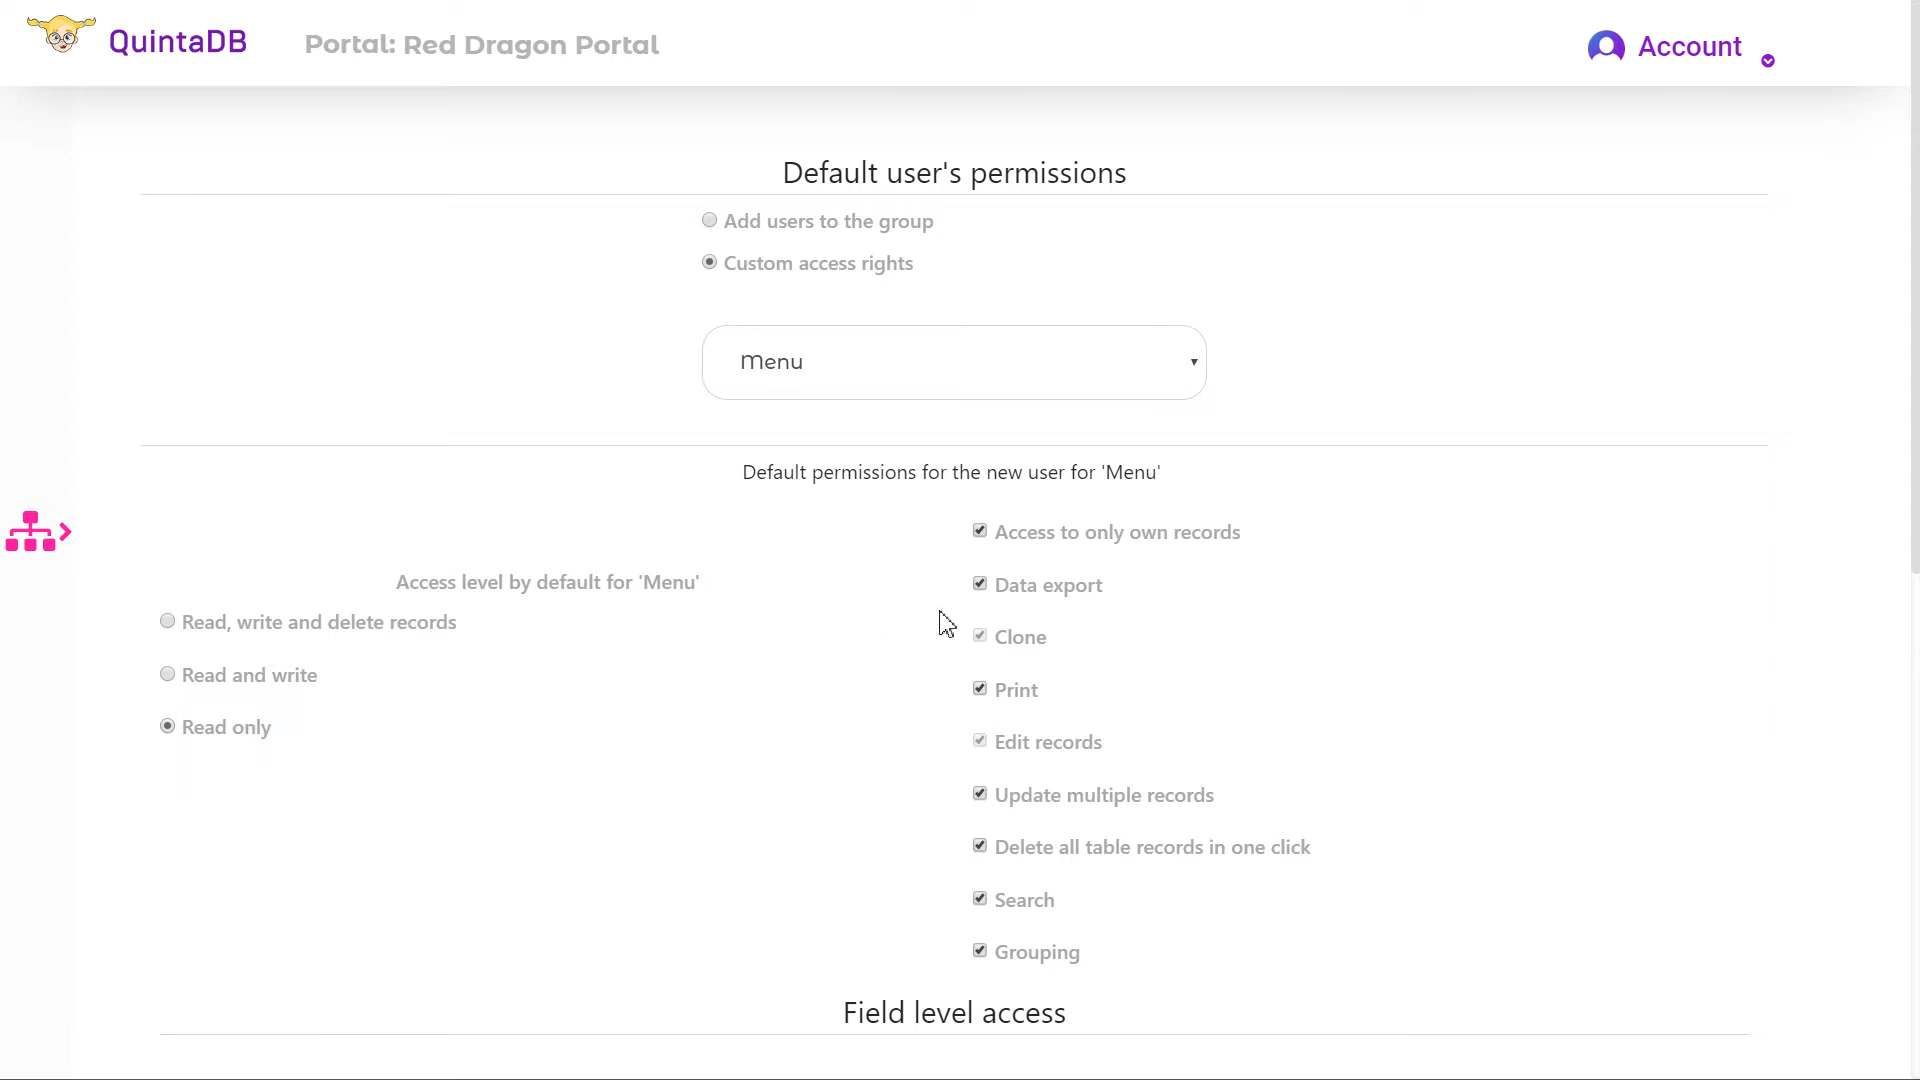 QuintaDB
Portal: Red Dragon Portal
Account
Default user's permissions
Add users to the group
Custom access rights
Menu
Default permissions for the new user for 'Menu'
Access to only own records
Data export
Access level by default for 'Menu'
Read, write and delete records
Clone
Read and write
Print
Read only
Edit records
Update multiple records
Delete all table records in one click
Search
Grouping
Field level access